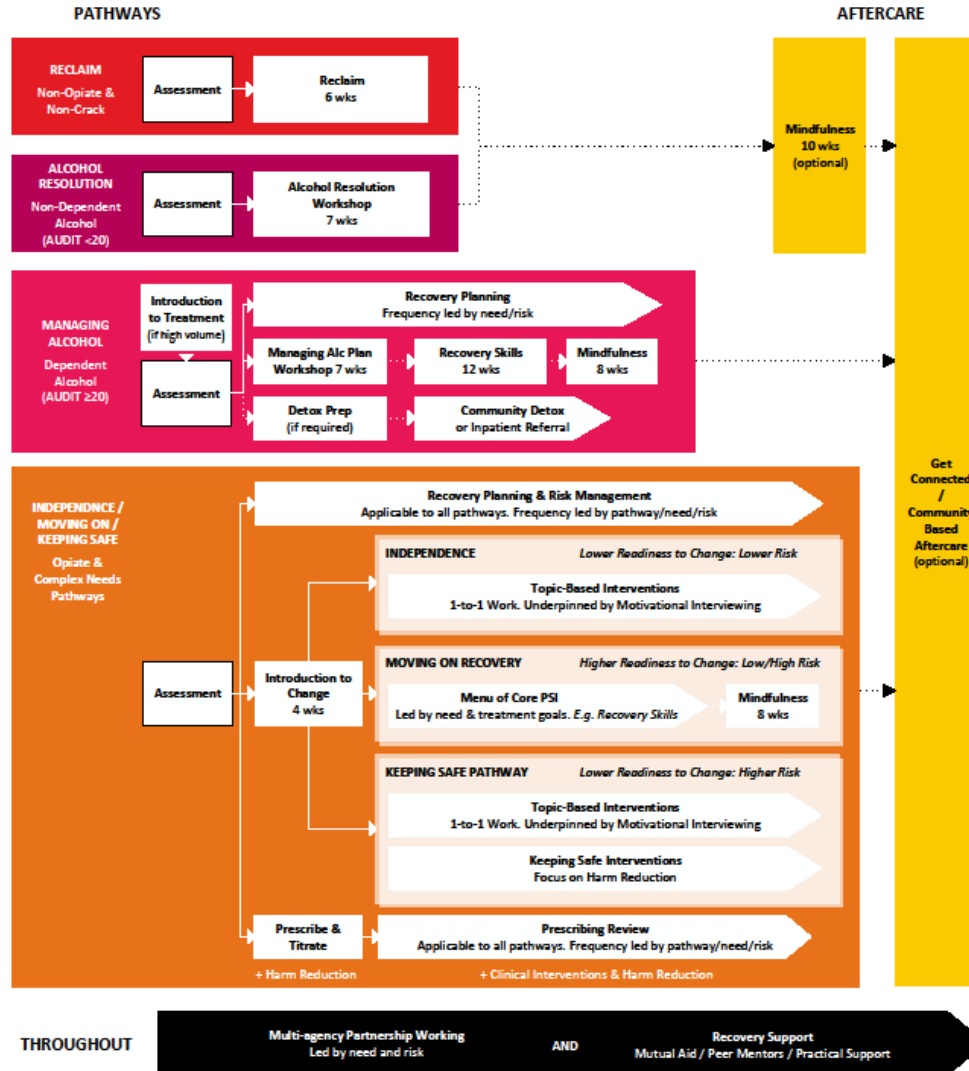 PATHWAYS
AFTERCARE
RECLAIM
Non-Opiate &
Non-Crack
Assessment
Reclaim
6 wks
ALCOHOL
RESOLUTION
Non-Dependent
Alcohol
(AUDIT <20)
Assessment
Alcohol Resolution
Workshop
7 wks
Mindfulness
10 wks
(optional)
MANAGING
ALCOHOL
Dependent
Alcohol
(AUDIT ≥20)
Introduction
to Treatment
(if high volume)
Assessment
Recovery Planning
Frequency led by need/risk
Managing Alc Plan
Workshop 7 wks
Recovery Skills
12 wks
Mindfulness
8 wks
Detox Prep
(if required)
Community Detox
or Inpatient Referral
INDEPENDNCE /
MOVING ON /
KEEPING SAFE
Opiate &
Complex Needs
Pathways
Assessment
Recovery Planning & Risk Management
Applicable to all pathways. Frequency led by pathway/need/risk
Introduction to
Change
4 wks
INDEPENDENCE
Lower Readiness to Change: Lower Risk
Topic-Based Interventions
1-to-1 Work. Underpinned by Motivational Interviewing
MOVING ON RECOVERY
Higher Readiness to Change: Low/High Risk
Menu of Core PSI
Led by need & treatment goals. E.g. Recovery Skills
Mindfulness
8 wks
KEEPING SAFE PATHWAY
Lower Readiness to Change: Higher Risk
Topic-Based Interventions
1-to-1 Work. Underpinned by Motivational Interviewing
Keeping Safe Interventions
Focus on Harm Reduction
Prescribe &
Titrate
Prescribing Review
Applicable to all pathways. Frequency led by pathway/need/risk
+ Harm Reduction
+ Clinical Interventions & Harm Reduction
Get
Connected
/
Community
Based
Aftercare
(optional)
THROUGHOUT
Multi-agency Partnership Working
Led by need and risk
AND
Recovery Support
Mutual Aid / Peer Mentors / Practical Support